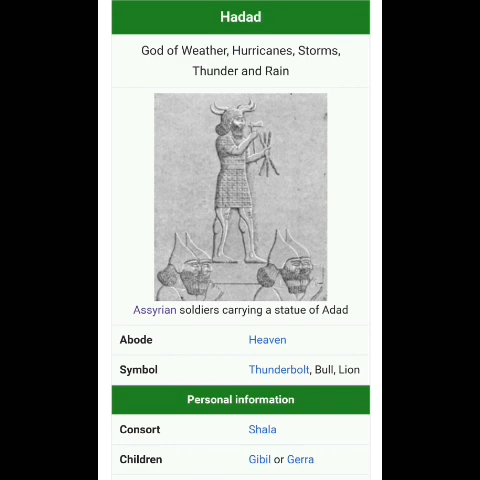 Hadad
God of Weather, Hurricanes, Storms,
Thunder and Rain
Assyrian soldiers carrying a statue of Adad
Abode Heaven
Symbol Thunderbolt, Bull, Lion
Personal information
Consort Shala
Children Gibil or Gerra